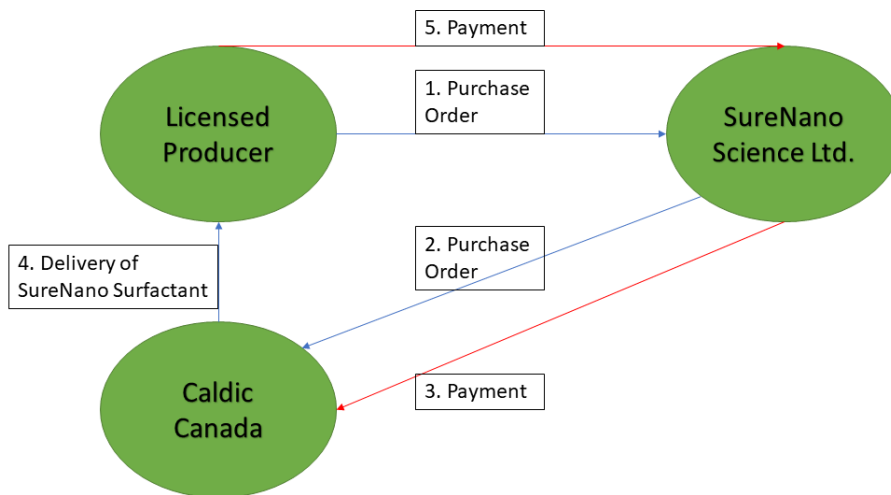 5. Payment
1. Purchase
Order
Licensed
Producer
SureNano
Science Ltd.
2. Purchase
Order
4. Delivery of
SureNano Surfactant
3. Payment
Caldic
Canada